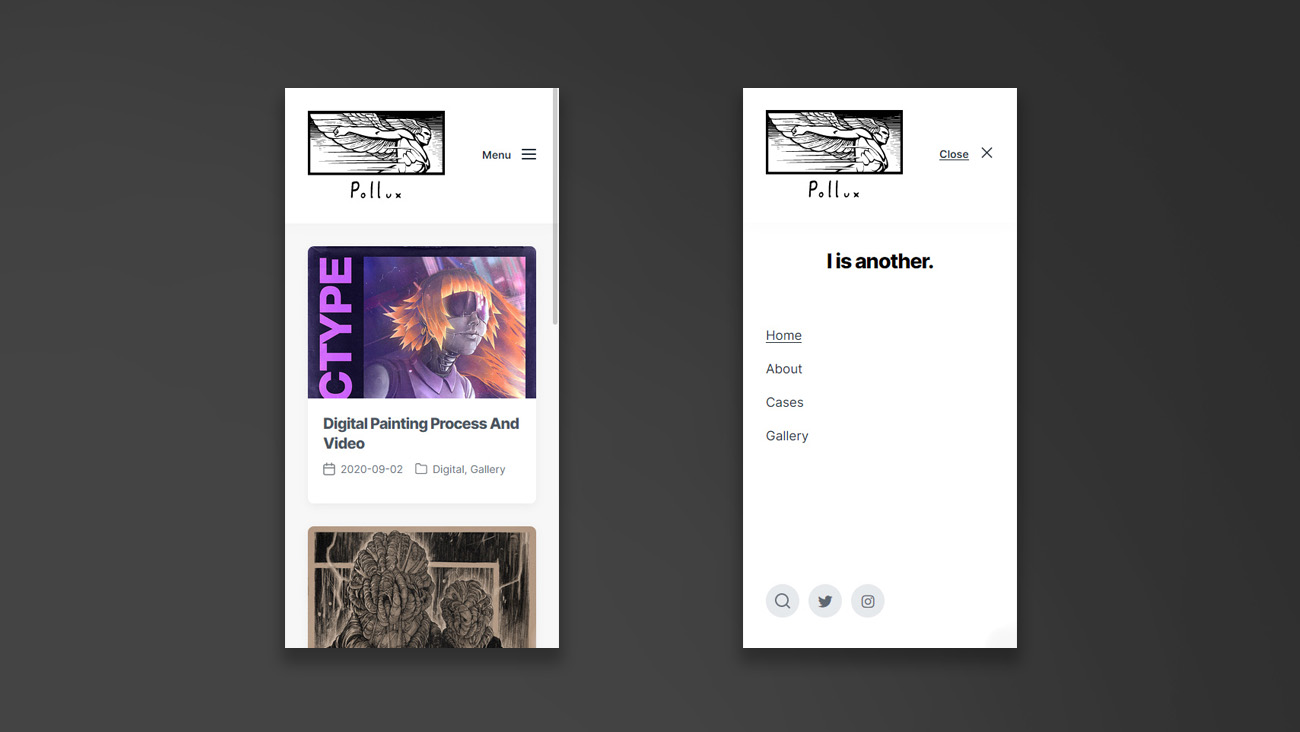 Pollux
Menu
CTYPE
Digital Painting Process And
Video
2020-09-02 Digital, Gallery
Pollux
Close
I is another.
Home
About
Cases
Gallery